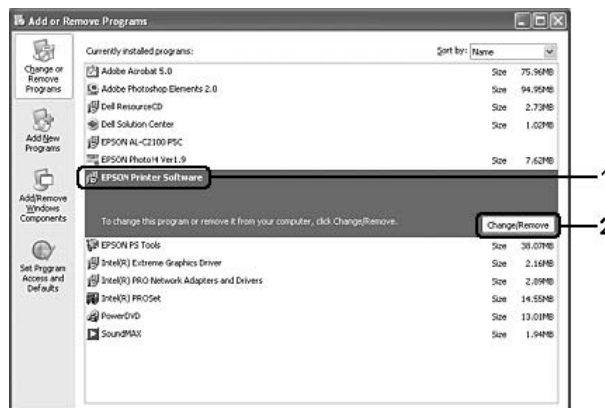 Add or Remove Programs
Change or
Remove
Programs
Add New
Programs
Add/Remove
Windows
Components
Set Program
Access and
Defaults
Currently installed programs:
Sort by: Name
Adobe Acrobat 5.0 Size 75.96MB
Adobe Photoshop Elements 2.0 Size 94.95MB
Dell ResourceCD Size 2.73MB
Dell Solution Center Size 1.02MB
EPSON AL-C2100 PSC
EPSON PhotoHi Ver1.9 Size 7.62MB
EPSON Printer Software 1
To change this program or remove it from your computer, click Change/Remove.
Change/Remove 2
EPSON PS Tools Size 38.07MB
Intel(R) Extreme Graphics Driver Size 2.16MB
Intel(R) PRO Network Adapters and Drivers Size 2.89MB
Intel(R) PROSet Size 14.55MB
PowerDVD Size 13.01MB
SoundMAX Size 1.94MB